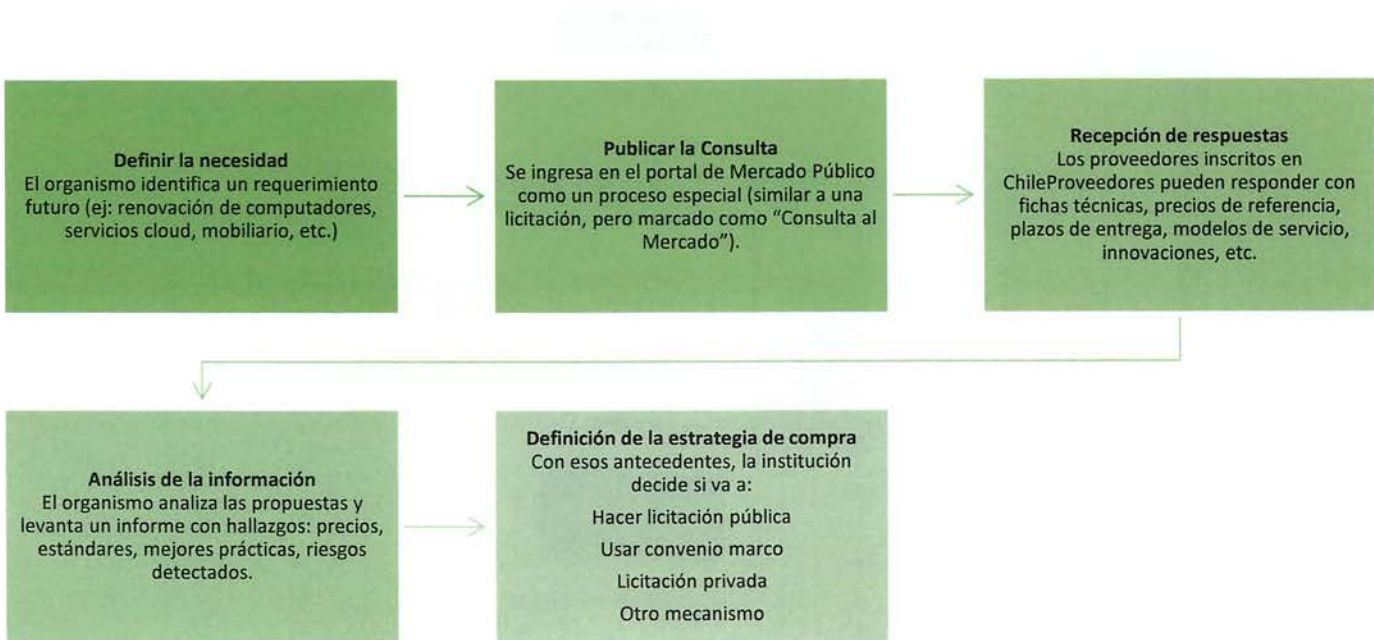 Definir la necesidad
El organismo identifica un requerimiento
futuro (ej: renovación de computadores,
servicios cloud, mobiliario, etc.)
Publicar la Consulta
Se ingresa en el portal de Mercado Público
como un proceso especial (similar a una
licitación, pero marcado como “Consulta al
Mercado”).
Recepción de respuestas
Los proveedores inscritos en
ChileProveedores pueden responder con
fichas técnicas, precios de referencia,
plazos de entrega, modelos de servicio,
innovaciones, etc.
Análisis de la información
El organismo analiza las propuestas y
levanta un informe con hallazgos: precios,
estándares, mejores prácticas, riesgos
detectados.
Definición de la estrategia de compra
Con esos antecedentes, la institución
decide si va a:
Hacer licitación pública
Usar convenio marco
Licitación privada
Otro mecanismo